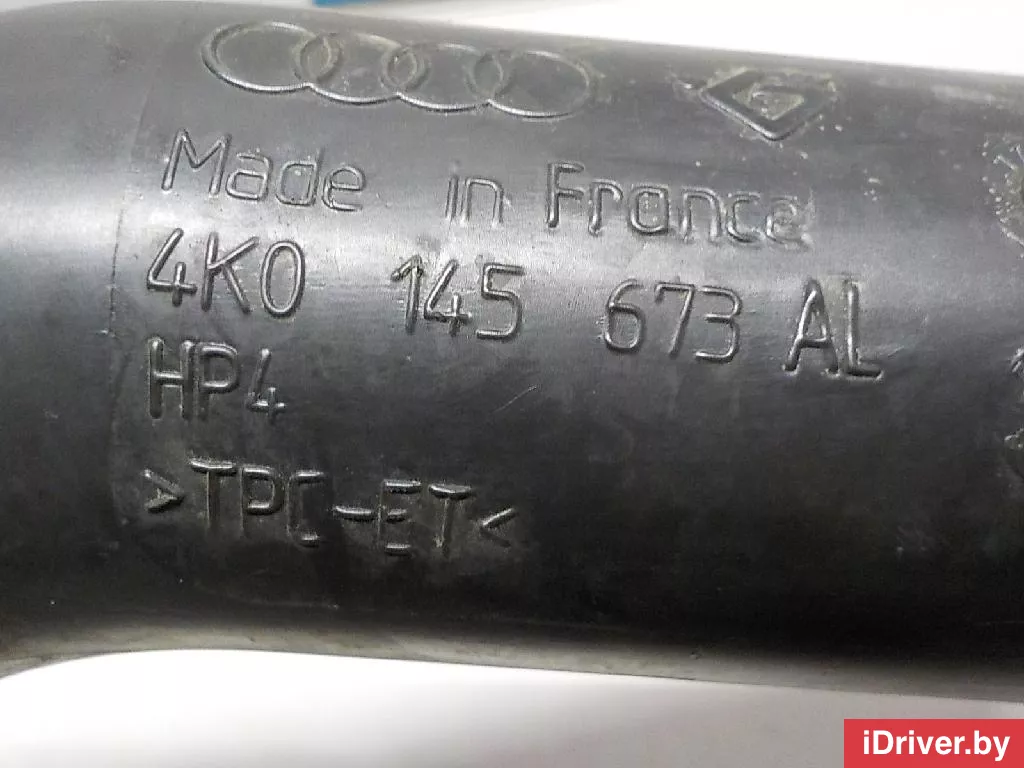 Made in France
4K0 145 673 AL
HP4
>TPC-ET<
iDriver.by